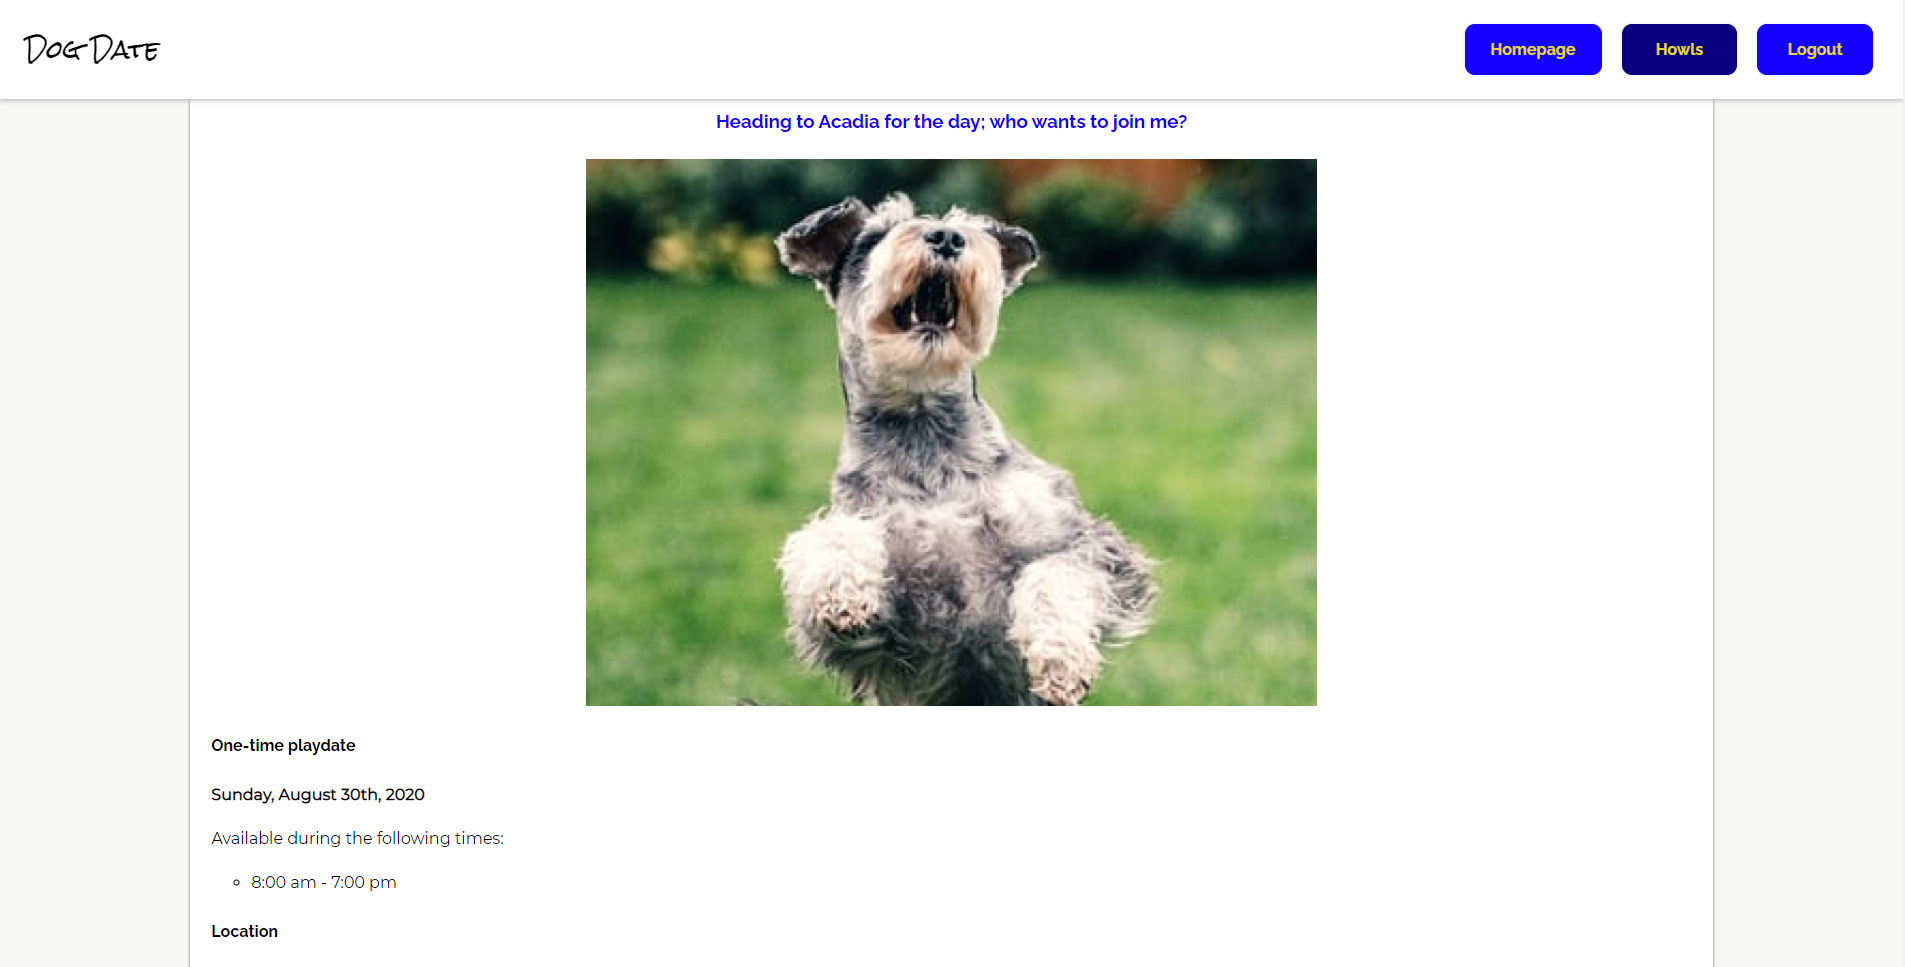 Dog Date
Homepage
Howls
Logout
Heading to Acadia for the day; who wants to join me?
One-time playdate
Sunday, August 30th, 2020
Available during the following times:
8:00 am - 7:00 pm
Location